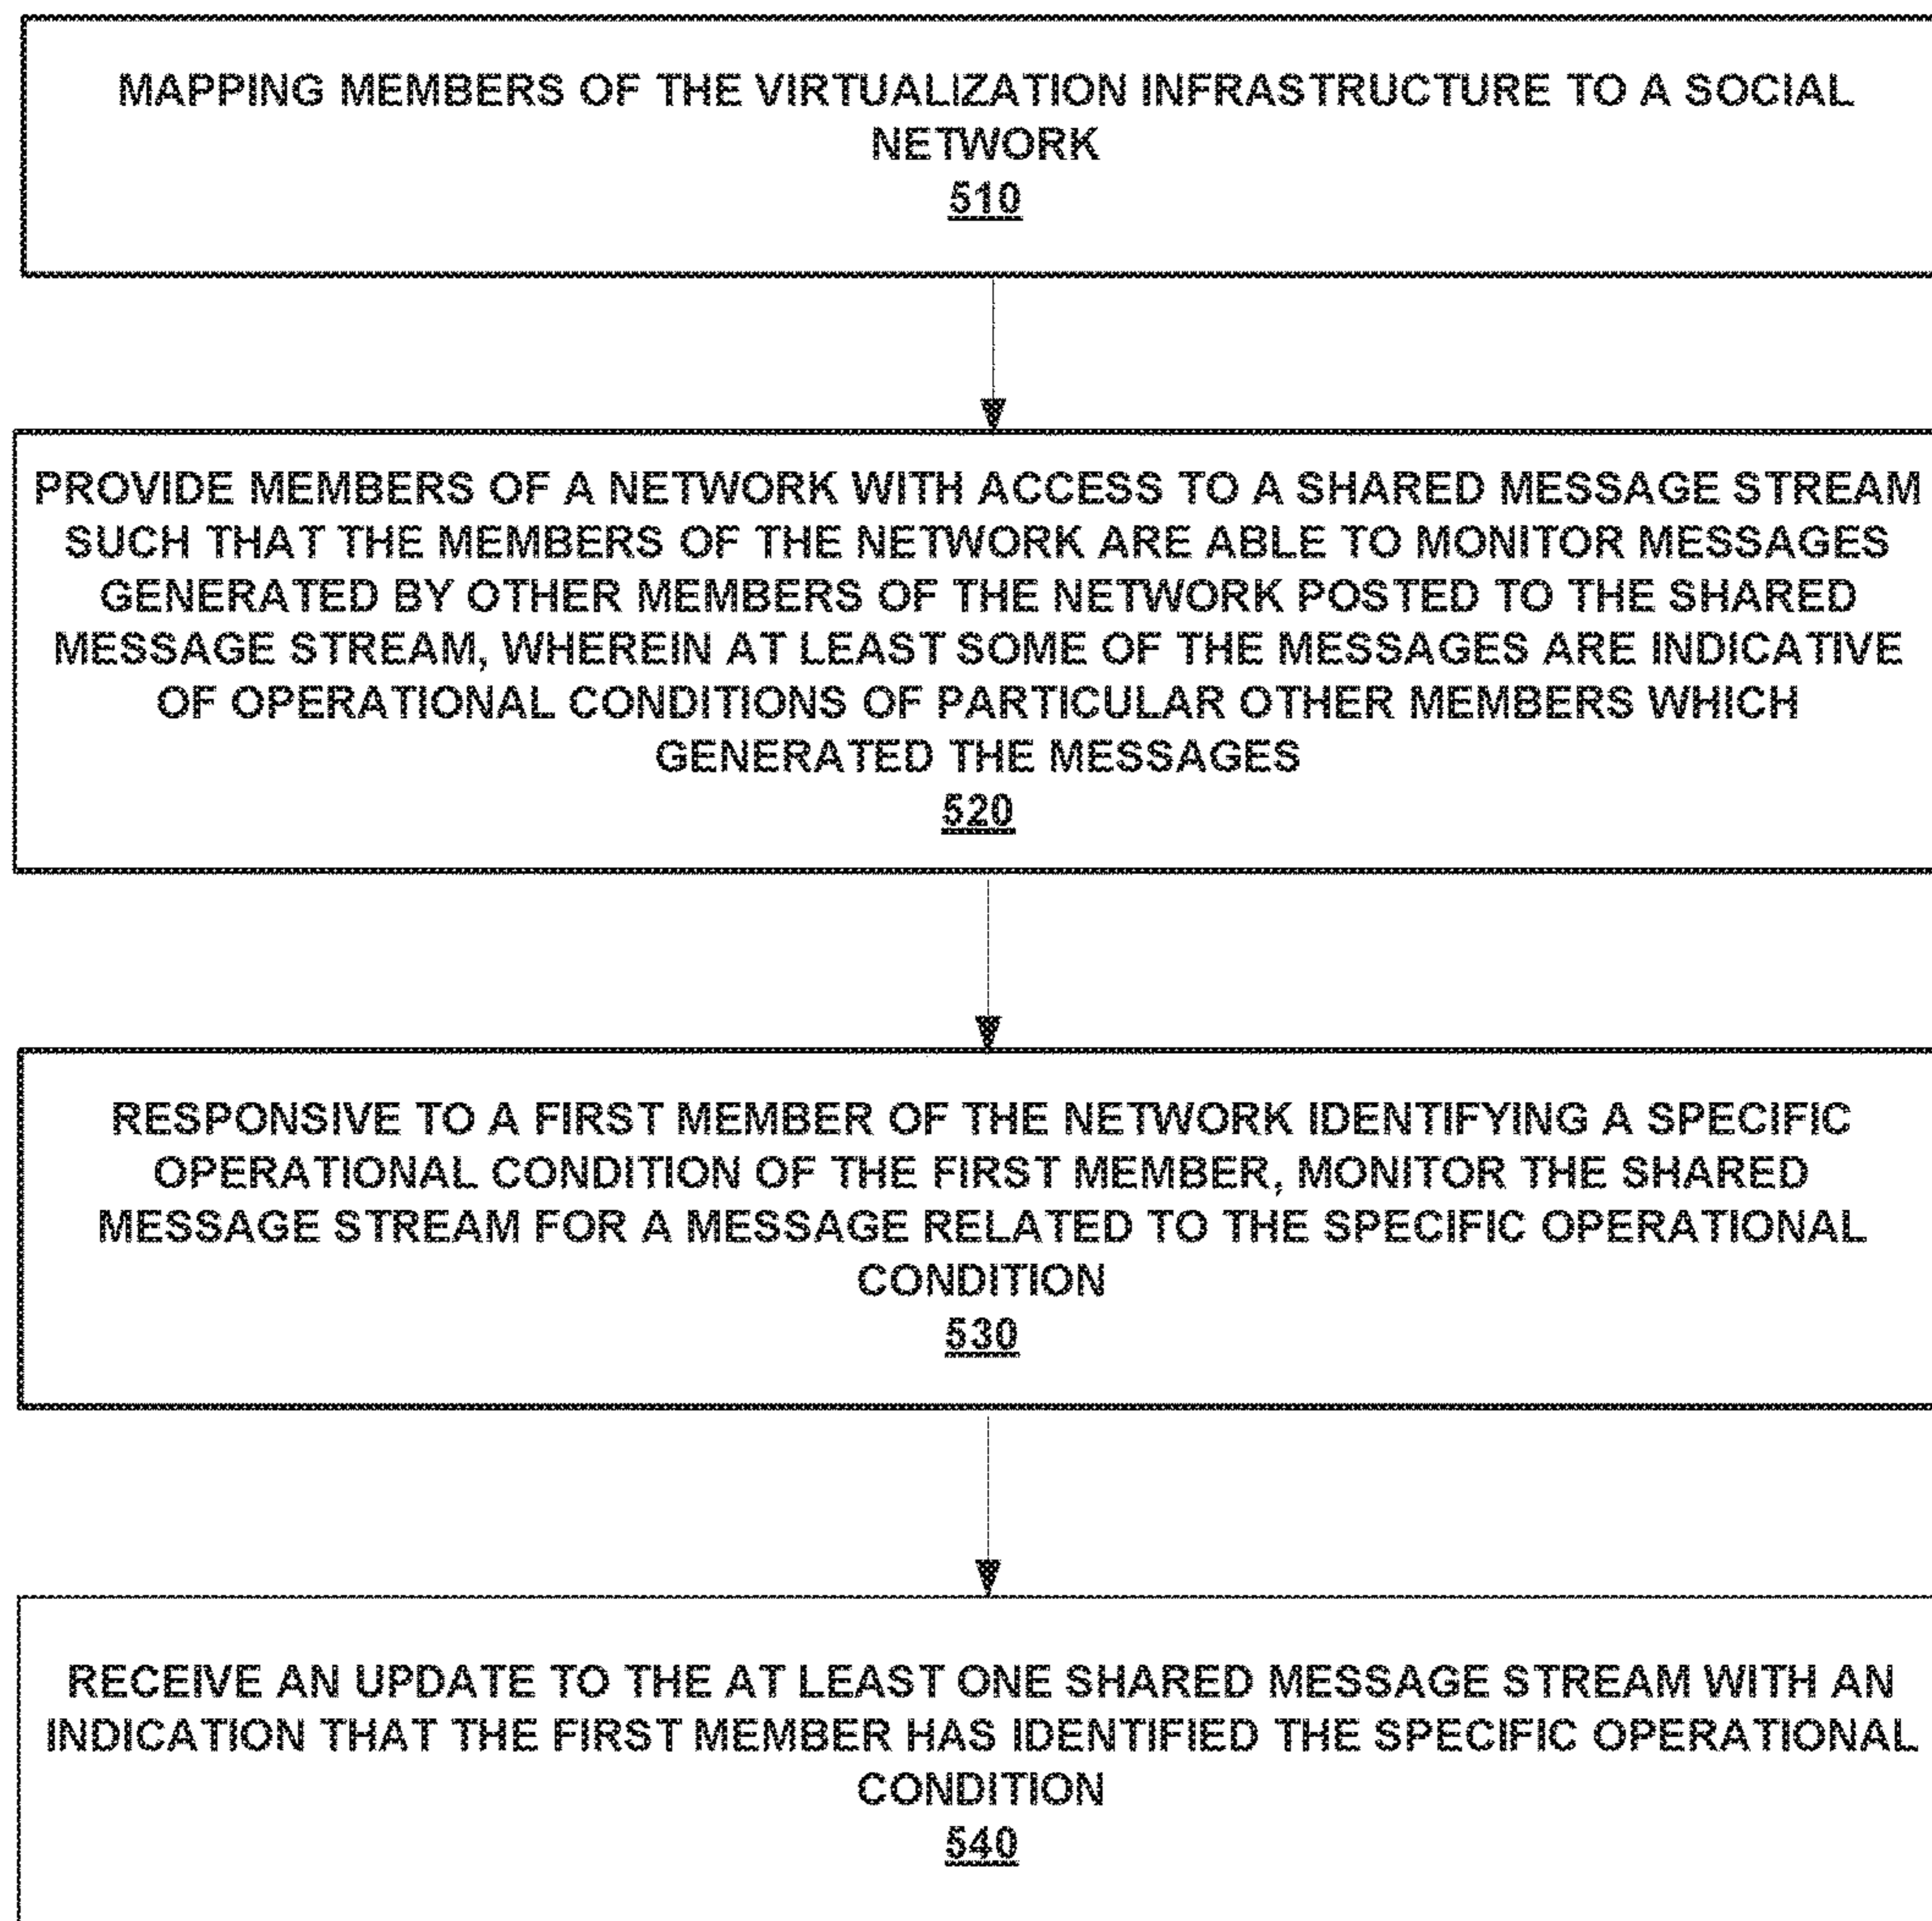 MAPPING MEMBERS OF THE VIRTUALIZATION INFRASTRUCTURE TO A SOCIAL
NETWORK
510
PROVIDE MEMBERS OF A NETWORK WITH ACCESS TO A SHARED MESSAGE STREAM
SUCH THAT THE MEMBERS OF THE NETWORK ARE ABLE TO MONITOR MESSAGES
GENERATED BY OTHER MEMBERS OF THE NETWORK POSTED TO THE SHARED
MESSAGE STREAM, WHEREIN AT LEAST SOME OF THE MESSAGES ARE INDICATIVE
OF OPERATIONAL CONDITIONS OF PARTICULAR OTHER MEMBERS WHICH
GENERATED THE MESSAGES
520
RESPONSIVE TO A FIRST MEMBER OF THE NETWORK IDENTIFYING A SPECIFIC
OPERATIONAL CONDITION OF THE FIRST MEMBER, MONITOR THE SHARED
MESSAGE STREAM FOR A MESSAGE RELATED TO THE SPECIFIC OPERATIONAL
CONDITION
530
RECEIVE AN UPDATE TO THE AT LEAST ONE SHARED MESSAGE STREAM WITH AN
INDICATION THAT THE FIRST MEMBER HAS IDENTIFIED THE SPECIFIC OPERATIONAL
CONDITION
540